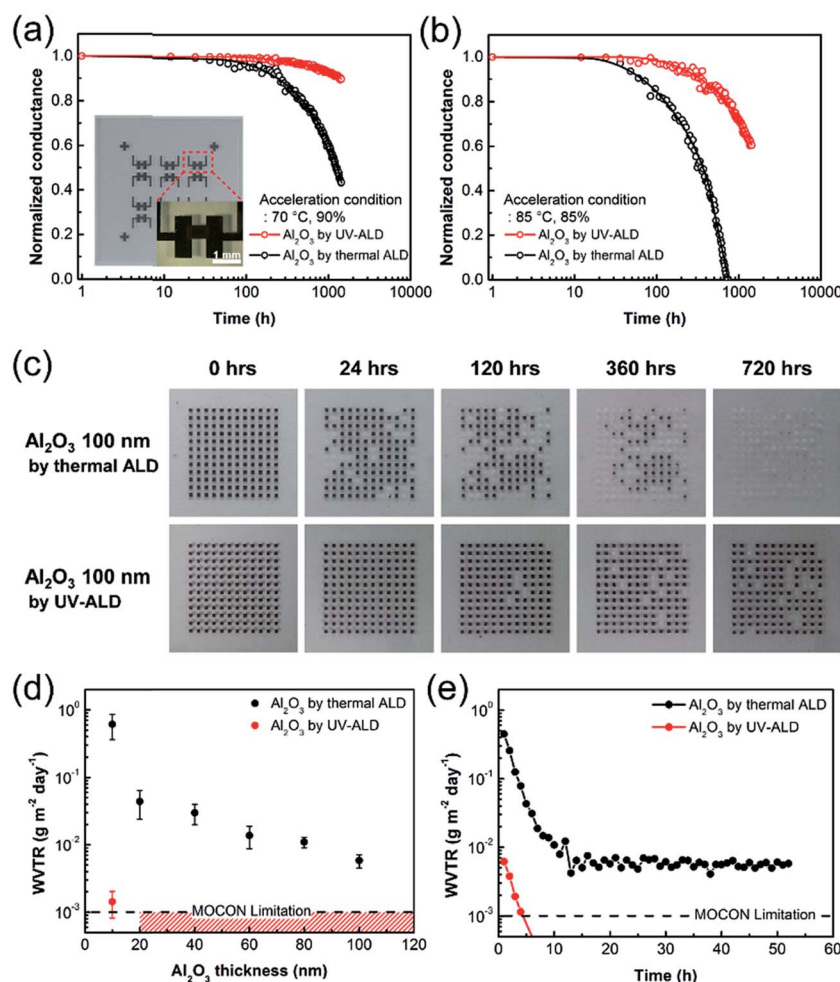 (a)
Normalized conductance
1.0
0.8
0.6
0.4
0.2
0.0
1 mm
Acceleration condition
: 70 °C, 90%
Al₂O₃ by UV-ALD
Al₂O₃ by thermal ALD
1 10 100 1000 10000
Time (h)
(b)
Normalized conductance
1.0
0.8
0.6
0.4
0.2
0.0
Acceleration condition
: 85 °C, 85%
Al₂O₃ by UV-ALD
Al₂O₃ by thermal ALD
1 10 100 1000 10000
Time (h)
(c)
0 hrs 24 hrs 120 hrs 360 hrs 720 hrs
Al₂O₃ 100 nm
by thermal ALD
Al₂O₃ 100 nm
by UV-ALD
(d)
WVTR (g m⁻² day⁻¹)
10⁰
10⁻¹
10⁻²
10⁻³
Al₂O₃ by thermal ALD
Al₂O₃ by UV-ALD
MOCON Limitation
0 20 40 60 80 100 120
Al₂O₃ thickness (nm)
(e)
WVTR (g m⁻² day⁻¹)
10⁰
10⁻¹
10⁻²
10⁻³
Al₂O₃ by thermal ALD
Al₂O₃ by UV-ALD
MOCON Limitation
0 10 20 30 40 50 60
Time (h)